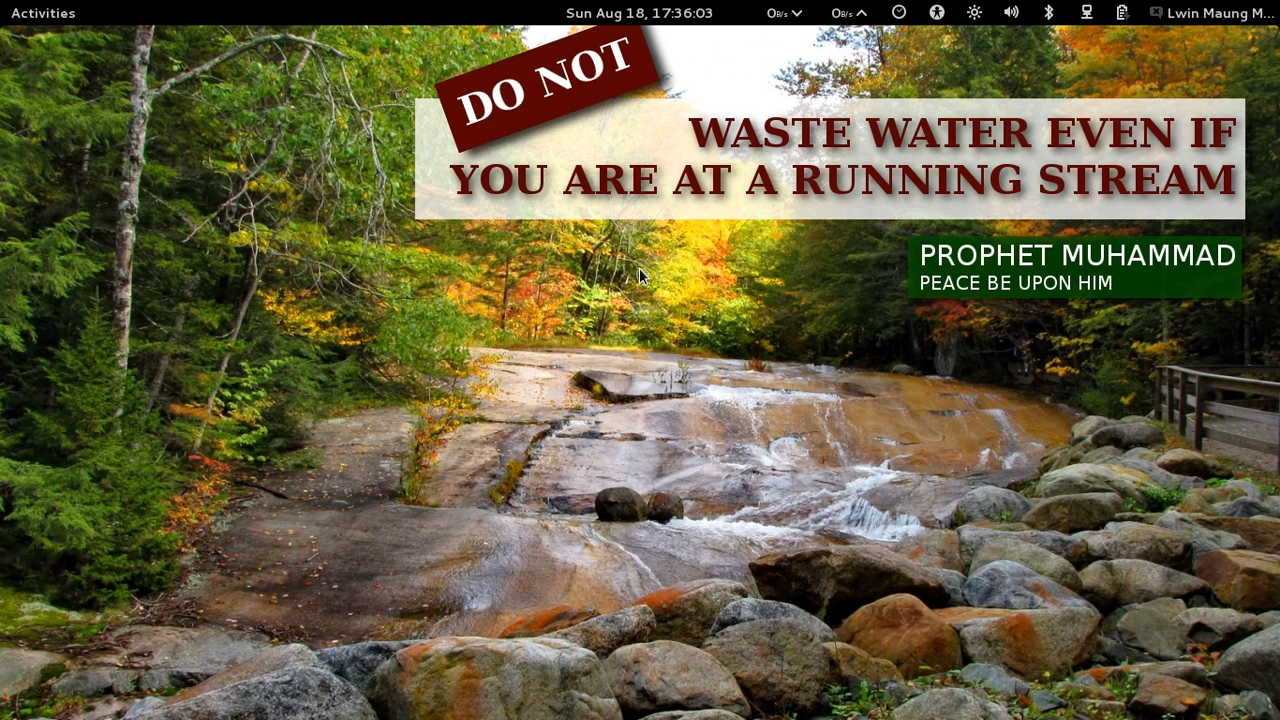 Activities Sun Aug 18, 17:36:03 0B/s 0B/s Lwin Maung M...
DO NOT
WASTE WATER EVEN IF
YOU ARE AT A RUNNING STREAM
PROPHET MUHAMMAD
PEACE BE UPON HIM